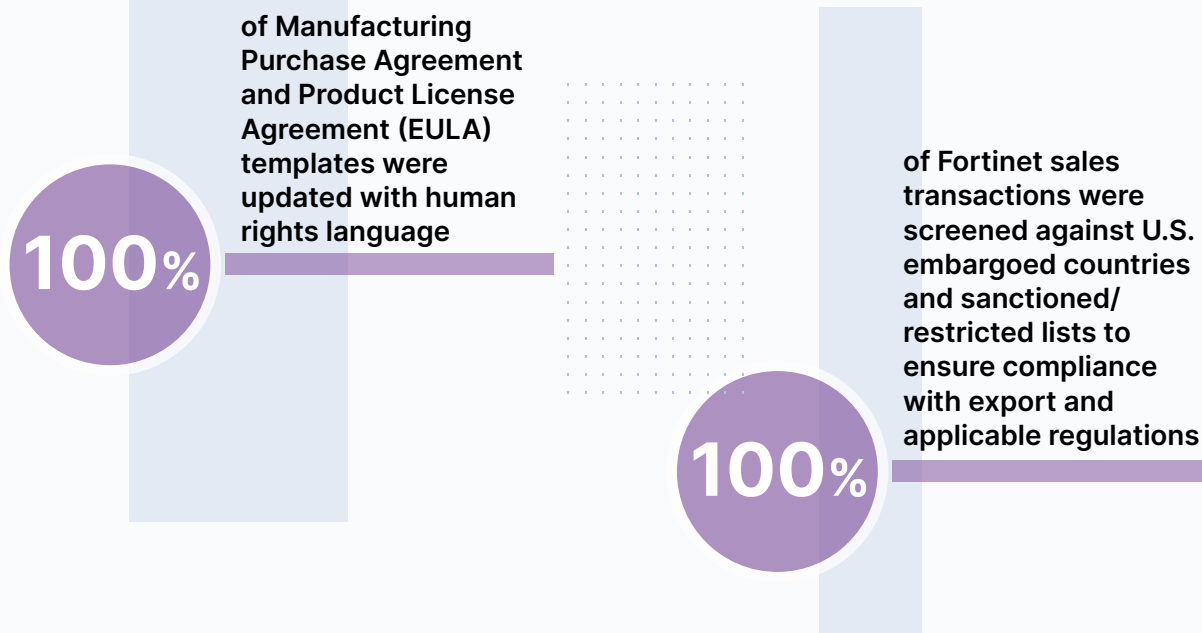 of Manufacturing
Purchase Agreement
and Product License
Agreement (EULA)
templates were
updated with human
rights language
100%
of Fortinet sales
transactions were
screened against U.S.
embargoed countries
and sanctioned/
restricted lists to
ensure compliance
with export and
applicable regulations
100%